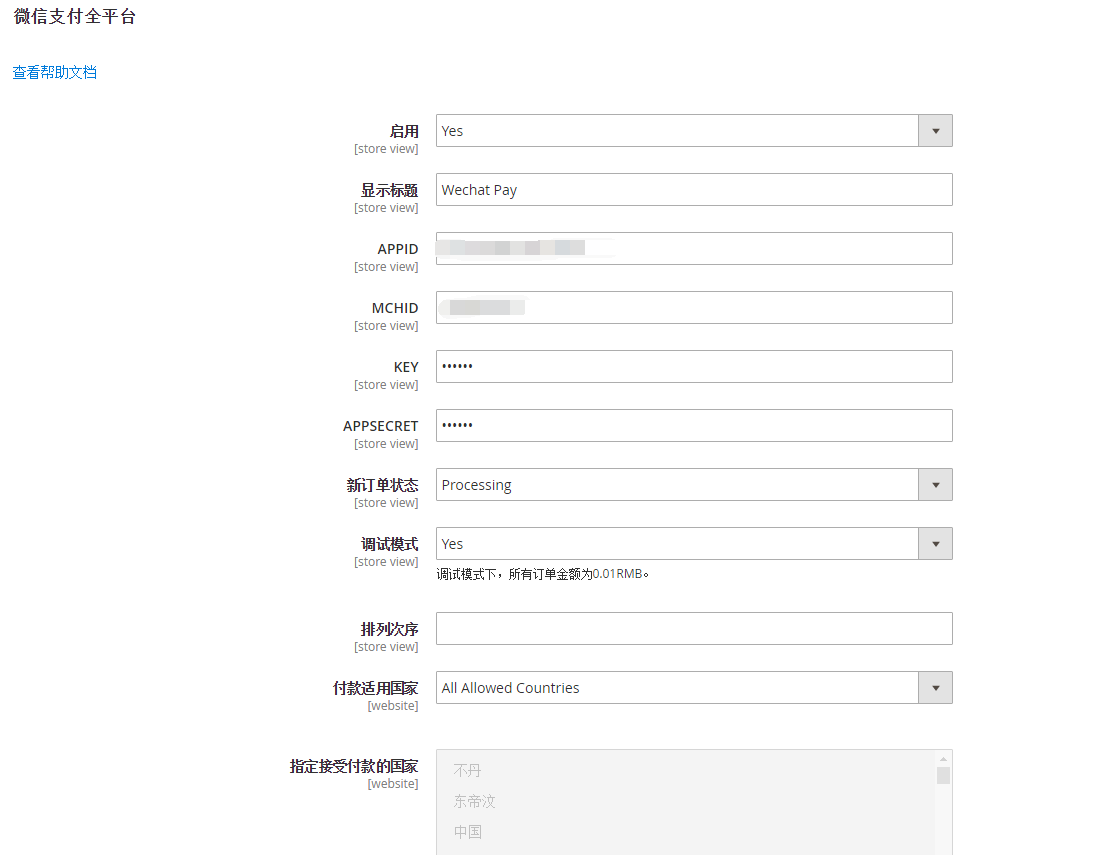 微信支付全平台
查看帮助文档
启用
[store view]
Yes
显示标题
[store view]
Wechat Pay
APPID
[store view]
MCHID
[store view]
KEY
[store view]
••••••
APPSECRET
[store view]
••••••
新订单状态
[store view]
Processing
调试模式
[store view]
Yes
调试模式下，所有订单金额为0.01RMB。
排列次序
[store view]
付款适用国家
[website]
All Allowed Countries
指定接受付款的国家
[website]
不丹
东帝汶
中国